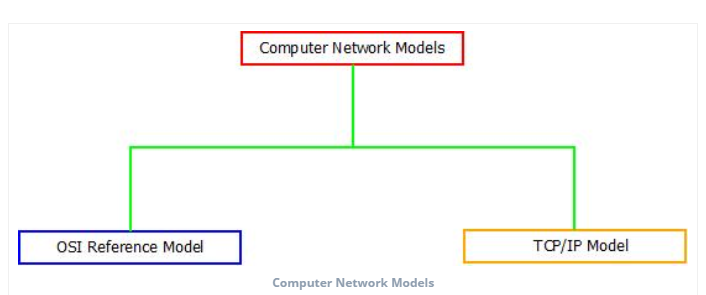 Computer Network Models
OSI Reference Model
TCP/IP Model
Computer Network Models